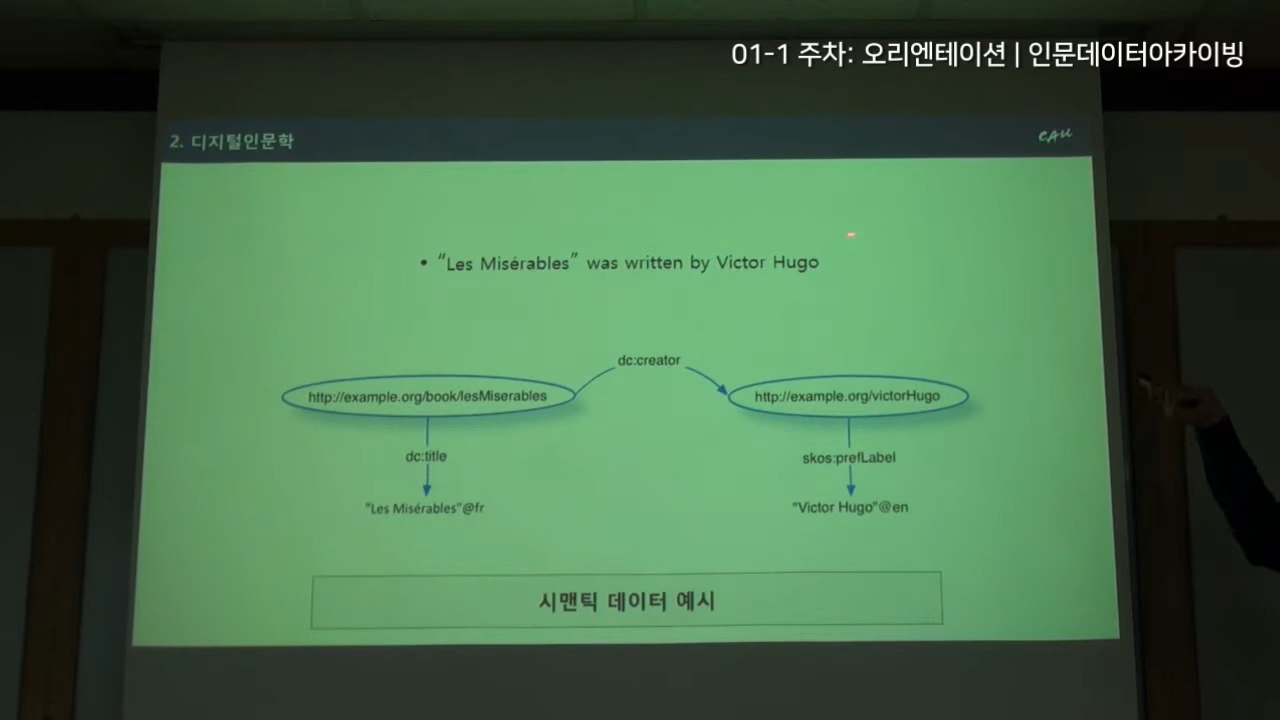 01-1 주차: 오리엔테이션 | 인문데이터아카이빙
2. 디지털인문학
CAU
• “Les Misérables” was written by Victor Hugo
dc:creator
http://example.org/book/lesMiserables
http://example.org/victorHugo
dc:title
skos:prefLabel
"Les Misérables"@fr
"Victor Hugo"@en
시맨틱 데이터 예시